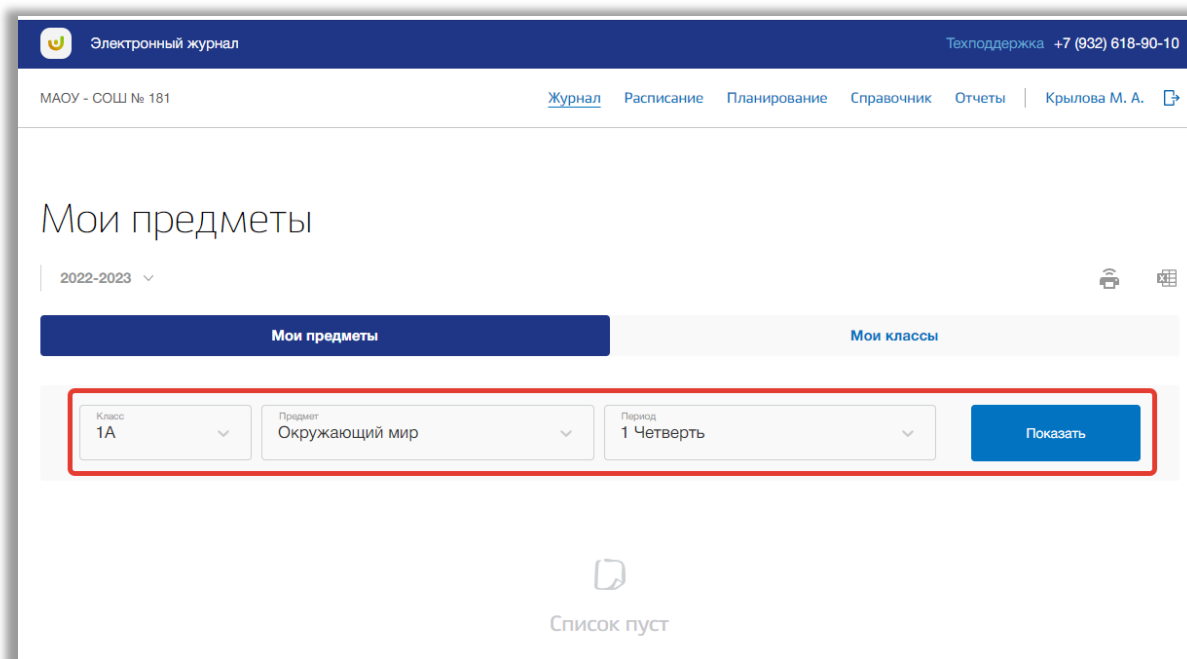 Электронный журнал Техподдержка +7 (932) 618-90-10
МАОУ - СОШ № 181 Журнал Расписание Планирование Справочник Отчеты Крылова М. А.
Мои предметы
2022-2023
Мои предметы Мои классы
Класс Предмет Период
1А Окружающий мир 1 Четверть Показать
Список пуст